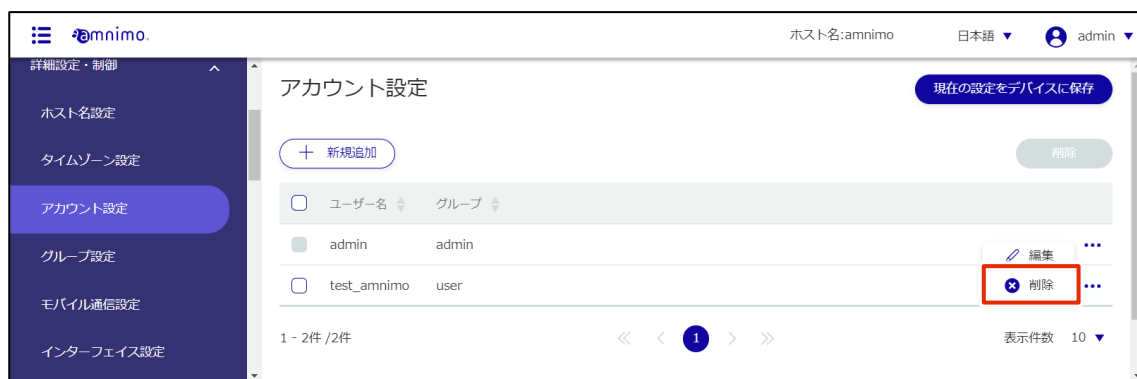 amnimo.
ホスト名:amnimo
日本語 ▼
admin ▼
詳細設定・制御
ホスト名設定
タイムゾーン設定
アカウント設定
グループ設定
モバイル通信設定
インターフェイス設定
アカウント設定
現在の設定をデバイスに保存
+ 新規追加
削除
ユーザー名 グループ
admin admin
編集
test_amnimo user
削除
1 - 2件 /2件
1
表示件数 10 ▼